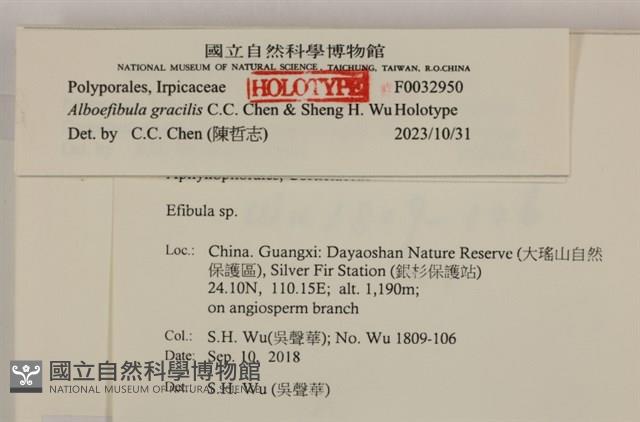 國立自然科學博物館
NATIONAL MUSEUM OF NATURAL SCIENCE, TAICHUNG, TAIWAN, R.O.CHINA
Polyporales, Irpicaceae HOLOTYPE F0032950
Alboefibula gracilis C.C. Chen & Sheng H. Wu Holotype
Det. by C.C. Chen (陳哲志) 2023/10/31
Efibula sp.
Loc.: China. Guangxi: Dayaoshan Nature Reserve (大瑤山自然
保護區), Silver Fir Station (銀杉保護站)
24.10N, 110.15E; alt. 1,190m;
on angiosperm branch
Col.: S.H. Wu(吳聲華); No. Wu 1809-106
Date: Sep. 10, 2018
Det.: S.H. Wu (吳聲華)
國立自然科學博物館
NATIONAL MUSEUM OF NATURAL SCIENCE